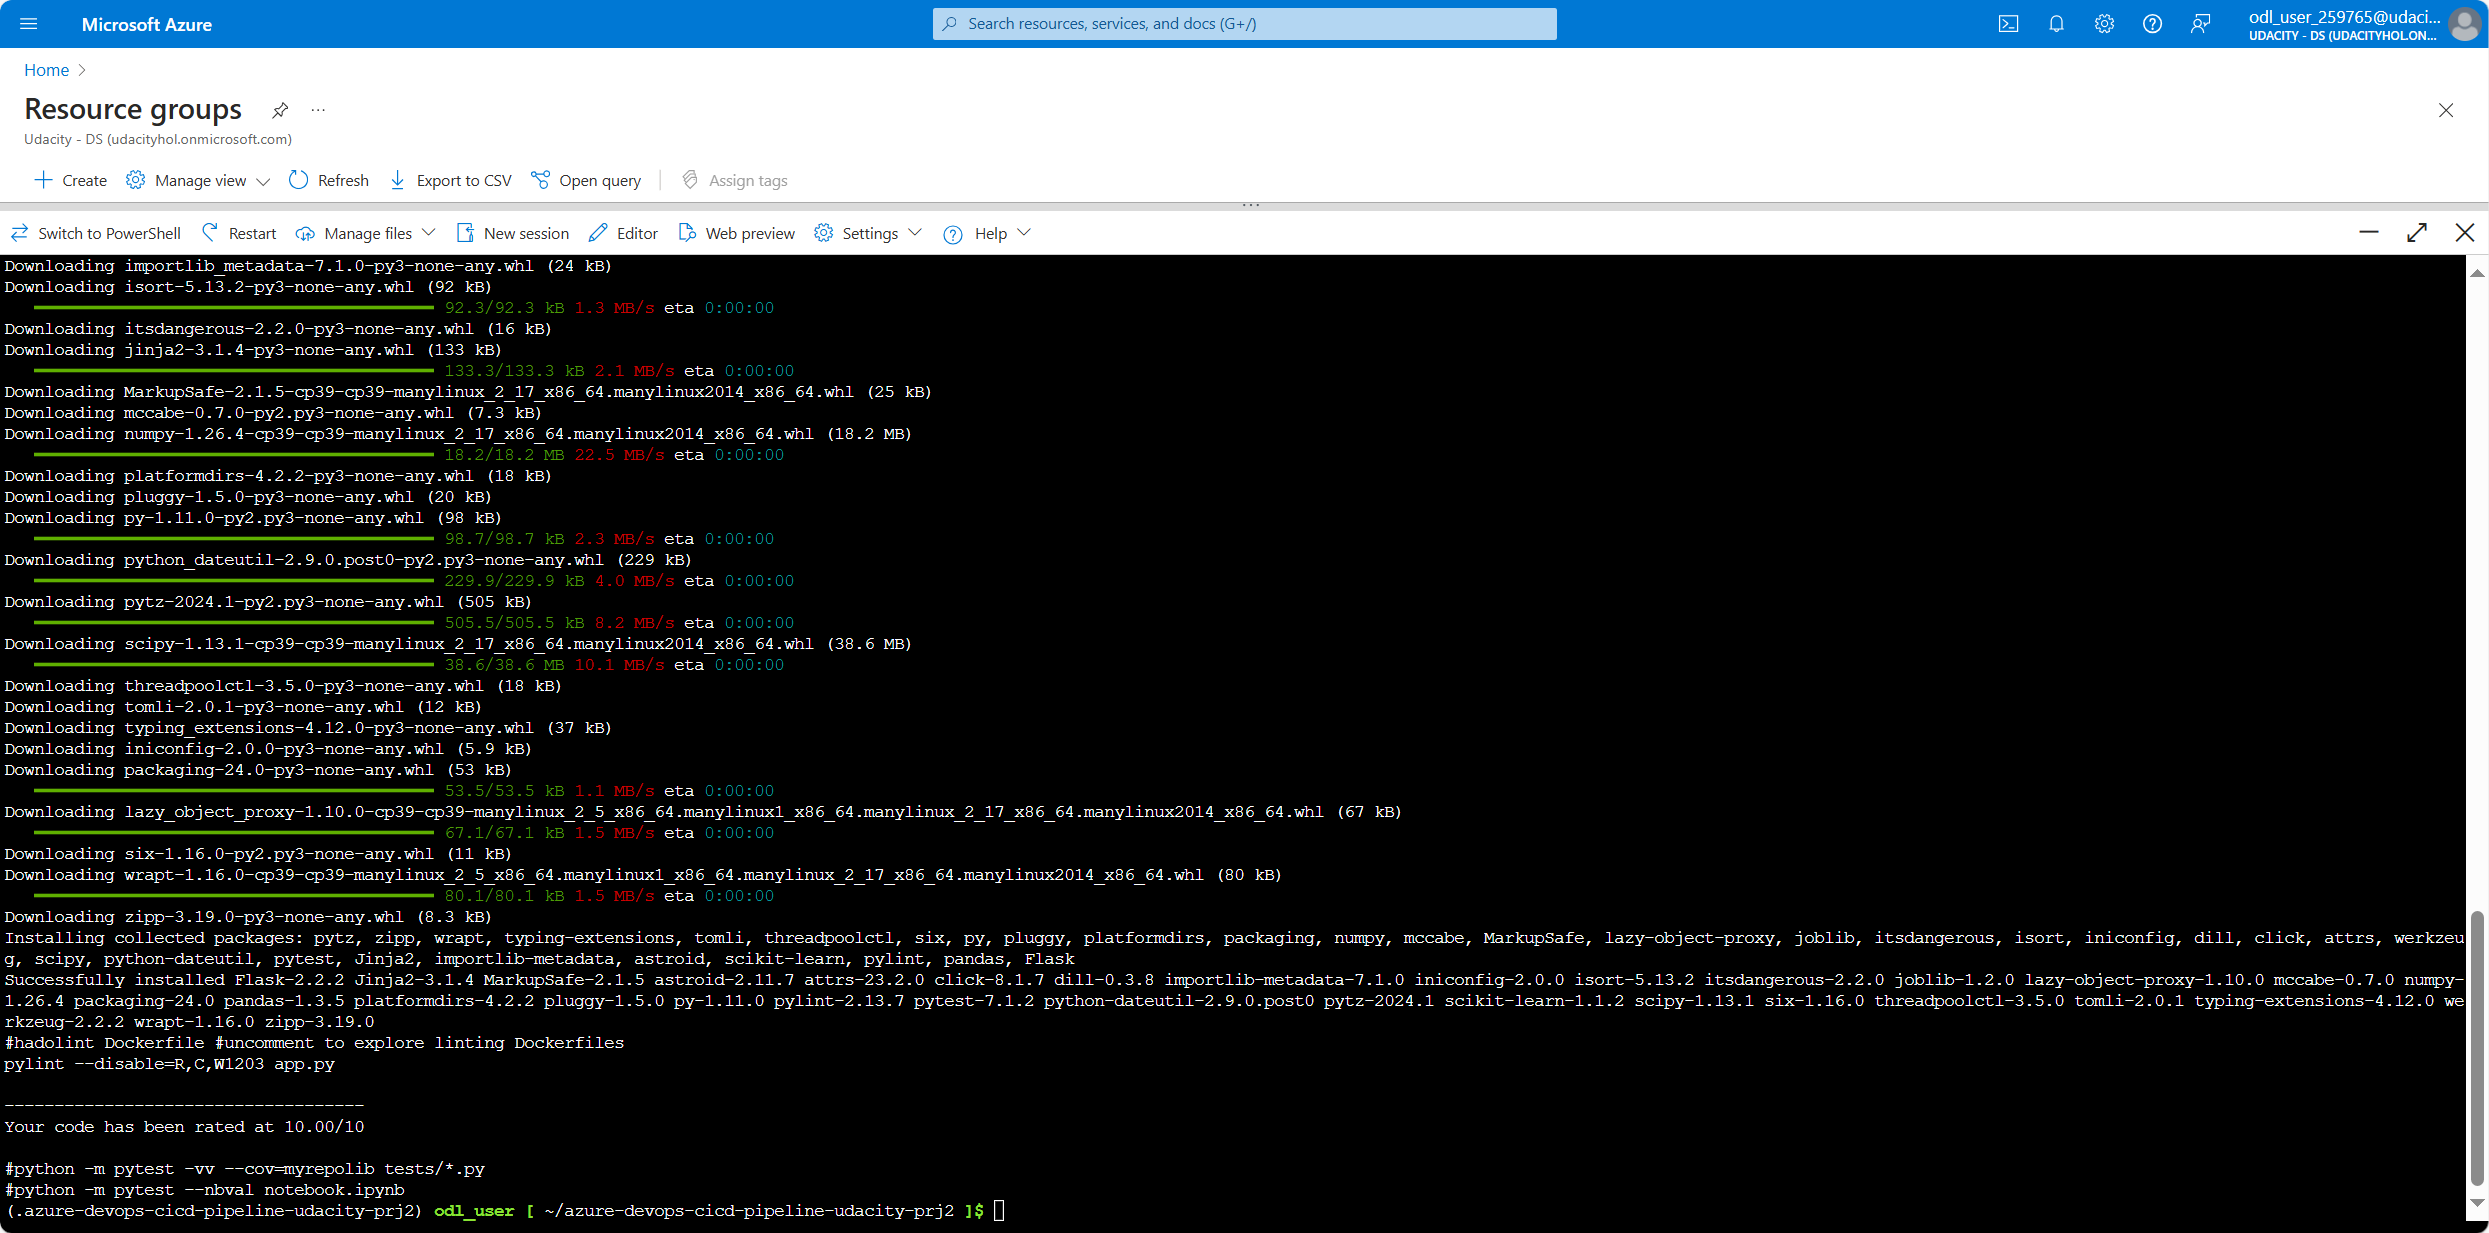 Microsoft Azure
Search resources, services, and docs (G+/)
odl_user_259765@udaci...
UDACITY - DS (UDACITYHOL.ON...
Home
Resource groups
...
Udacity - DS (udacityhol.onmicrosoft.com)
Create
Manage view
Refresh
Export to CSV
Open query
Assign tags
Switch to PowerShell
Restart
Manage files
New session
Editor
Web preview
Settings
Help
Downloading importlib_metadata-7.1.0-py3-none-any.whl (24 kB)
Downloading isort-5.13.2-py3-none-any.whl (92 kB)
92.3/92.3 kB 1.3 MB/s eta 0:00:00
Downloading itsdangerous-2.2.0-py3-none-any.whl (16 kB)
Downloading jinja2-3.1.4-py3-none-any.whl (133 kB)
133.3/133.3 kB 2.1 MB/s eta 0:00:00
Downloading MarkupSafe-2.1.5-cp39-cp39-manylinux_2_17_x86_64.manylinux2014_x86_64.whl (25 kB)
Downloading mccabe-0.7.0-py2.py3-none-any.whl (7.3 kB)
Downloading numpy-1.26.4-cp39-cp39-manylinux_2_17_x86_64.manylinux2014_x86_64.whl (18.2 MB)
18.2/18.2 MB 22.5 MB/s eta 0:00:00
Downloading platformdirs-4.2.2-py3-none-any.whl (18 kB)
Downloading pluggy-1.5.0-py3-none-any.whl (20 kB)
Downloading py-1.11.0-py2.py3-none-any.whl (98 kB)
98.7/98.7 kB 2.3 MB/s eta 0:00:00
Downloading python_dateutil-2.9.0.post0-py2.py3-none-any.whl (229 kB)
229.9/229.9 kB 4.0 MB/s eta 0:00:00
Downloading pytz-2024.1-py2.py3-none-any.whl (505 kB)
505.5/505.5 kB 8.2 MB/s eta 0:00:00
Downloading scipy-1.13.1-cp39-cp39-manylinux_2_17_x86_64.manylinux2014_x86_64.whl (38.6 MB)
38.6/38.6 MB 10.1 MB/s eta 0:00:00
Downloading threadpoolctl-3.5.0-py3-none-any.whl (18 kB)
Downloading tomli-2.0.1-py3-none-any.whl (12 kB)
Downloading typing_extensions-4.12.0-py3-none-any.whl (37 kB)
Downloading iniconfig-2.0.0-py3-none-any.whl (5.9 kB)
Downloading packaging-24.0-py3-none-any.whl (53 kB)
53.5/53.5 kB 1.1 MB/s eta 0:00:00
Downloading lazy_object_proxy-1.10.0-cp39-cp39-manylinux_2_5_x86_64.manylinux1_x86_64.manylinux_2_17_x86_64.manylinux2014_x86_64.whl (67 kB)
67.1/67.1 kB 1.5 MB/s eta 0:00:00
Downloading six-1.16.0-py2.py3-none-any.whl (11 kB)
Downloading wrapt-1.16.0-cp39-cp39-manylinux_2_5_x86_64.manylinux1_x86_64.manylinux_2_17_x86_64.manylinux2014_x86_64.whl (80 kB)
80.1/80.1 kB 1.5 MB/s eta 0:00:00
Downloading zipp-3.19.0-py3-none-any.whl (8.3 kB)
Installing collected packages: pytz, zipp, wrapt, typing-extensions, tomli, threadpoolctl, six, py, pluggy, platformdirs, packaging, numpy, mccabe, MarkupSafe, lazy-object-proxy, joblib, itsdangerous, isort, iniconfig, dill, click, attrs, werkzeu
g, scipy, python-dateutil, pytest, Jinja2, importlib-metadata, astroid, scikit-learn, pylint, pandas, Flask
Successfully installed Flask-2.2.2 Jinja2-3.1.4 MarkupSafe-2.1.5 astroid-2.11.7 attrs-23.2.0 click-8.1.7 dill-0.3.8 importlib-metadata-7.1.0 iniconfig-2.0.0 isort-5.13.2 itsdangerous-2.2.0 joblib-1.2.0 lazy-object-proxy-1.10.0 mccabe-0.7.0 numpy-
1.26.4 packaging-24.0 pandas-1.3.5 platformdirs-4.2.2 pluggy-1.5.0 py-1.11.0 pylint-2.13.7 pytest-7.1.2 python-dateutil-2.9.0.post0 pytz-2024.1 scikit-learn-1.1.2 scipy-1.13.1 six-1.16.0 threadpoolctl-3.5.0 tomli-2.0.1 typing-extensions-4.12.0 we
rkzeug-2.2.2 wrapt-1.16.0 zipp-3.19.0
#hadolint Dockerfile #uncomment to explore linting Dockerfiles
pylint --disable=R,C,W1203 app.py
------------------------------------
Your code has been rated at 10.00/10
#python -m pytest -vv --cov=myrepolib tests/*.py
#python -m pytest --nbval notebook.ipynb
(.azure-devops-cicd-pipeline-udacity-prj2) odl_user [ ~/azure-devops-cicd-pipeline-udacity-prj2 ]$